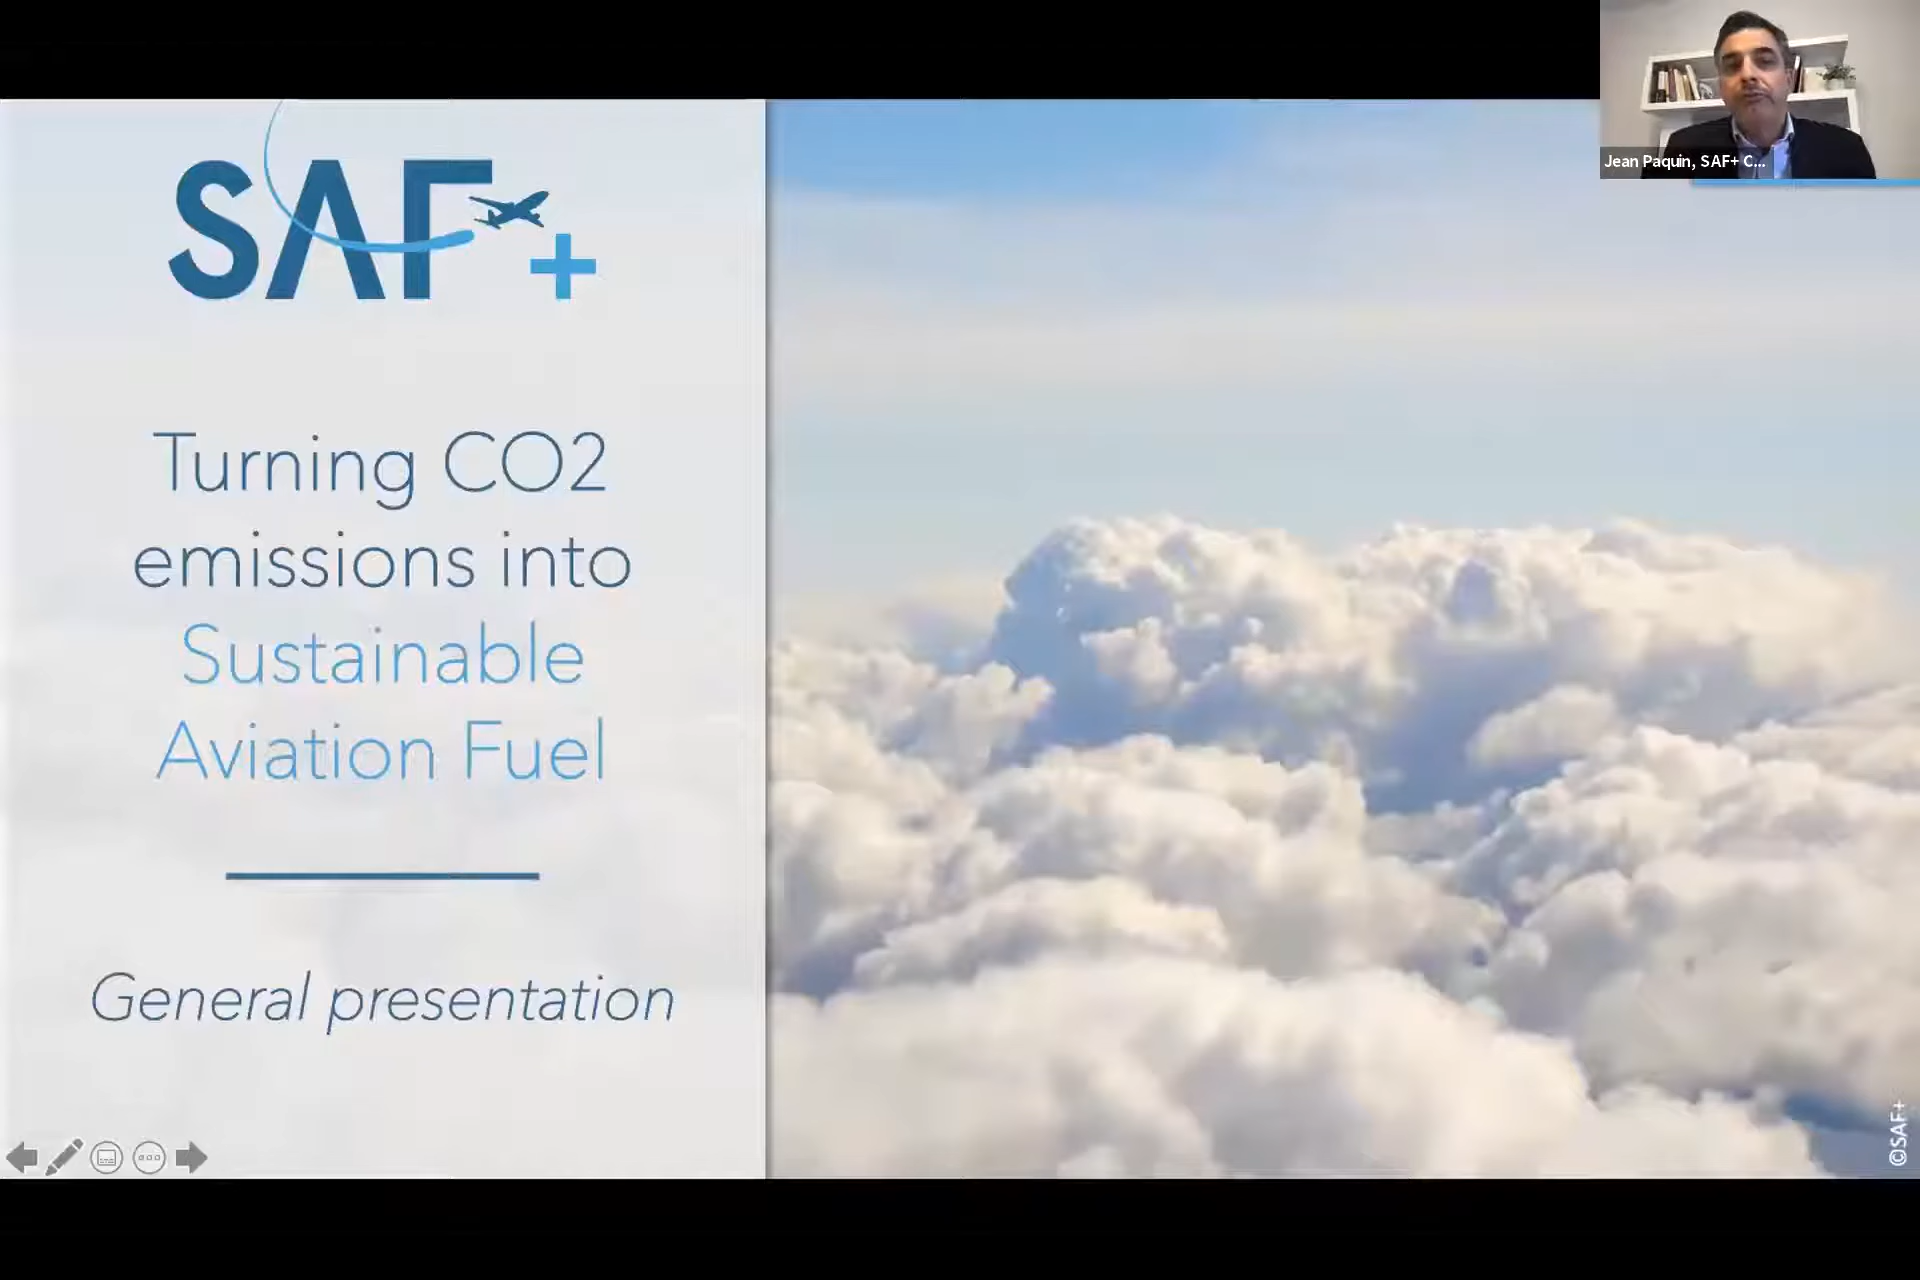 Jean Paquin, SAF+ C...
SAF+
Turning CO2
emissions into
Sustainable
Aviation Fuel
General presentation
©SAF+